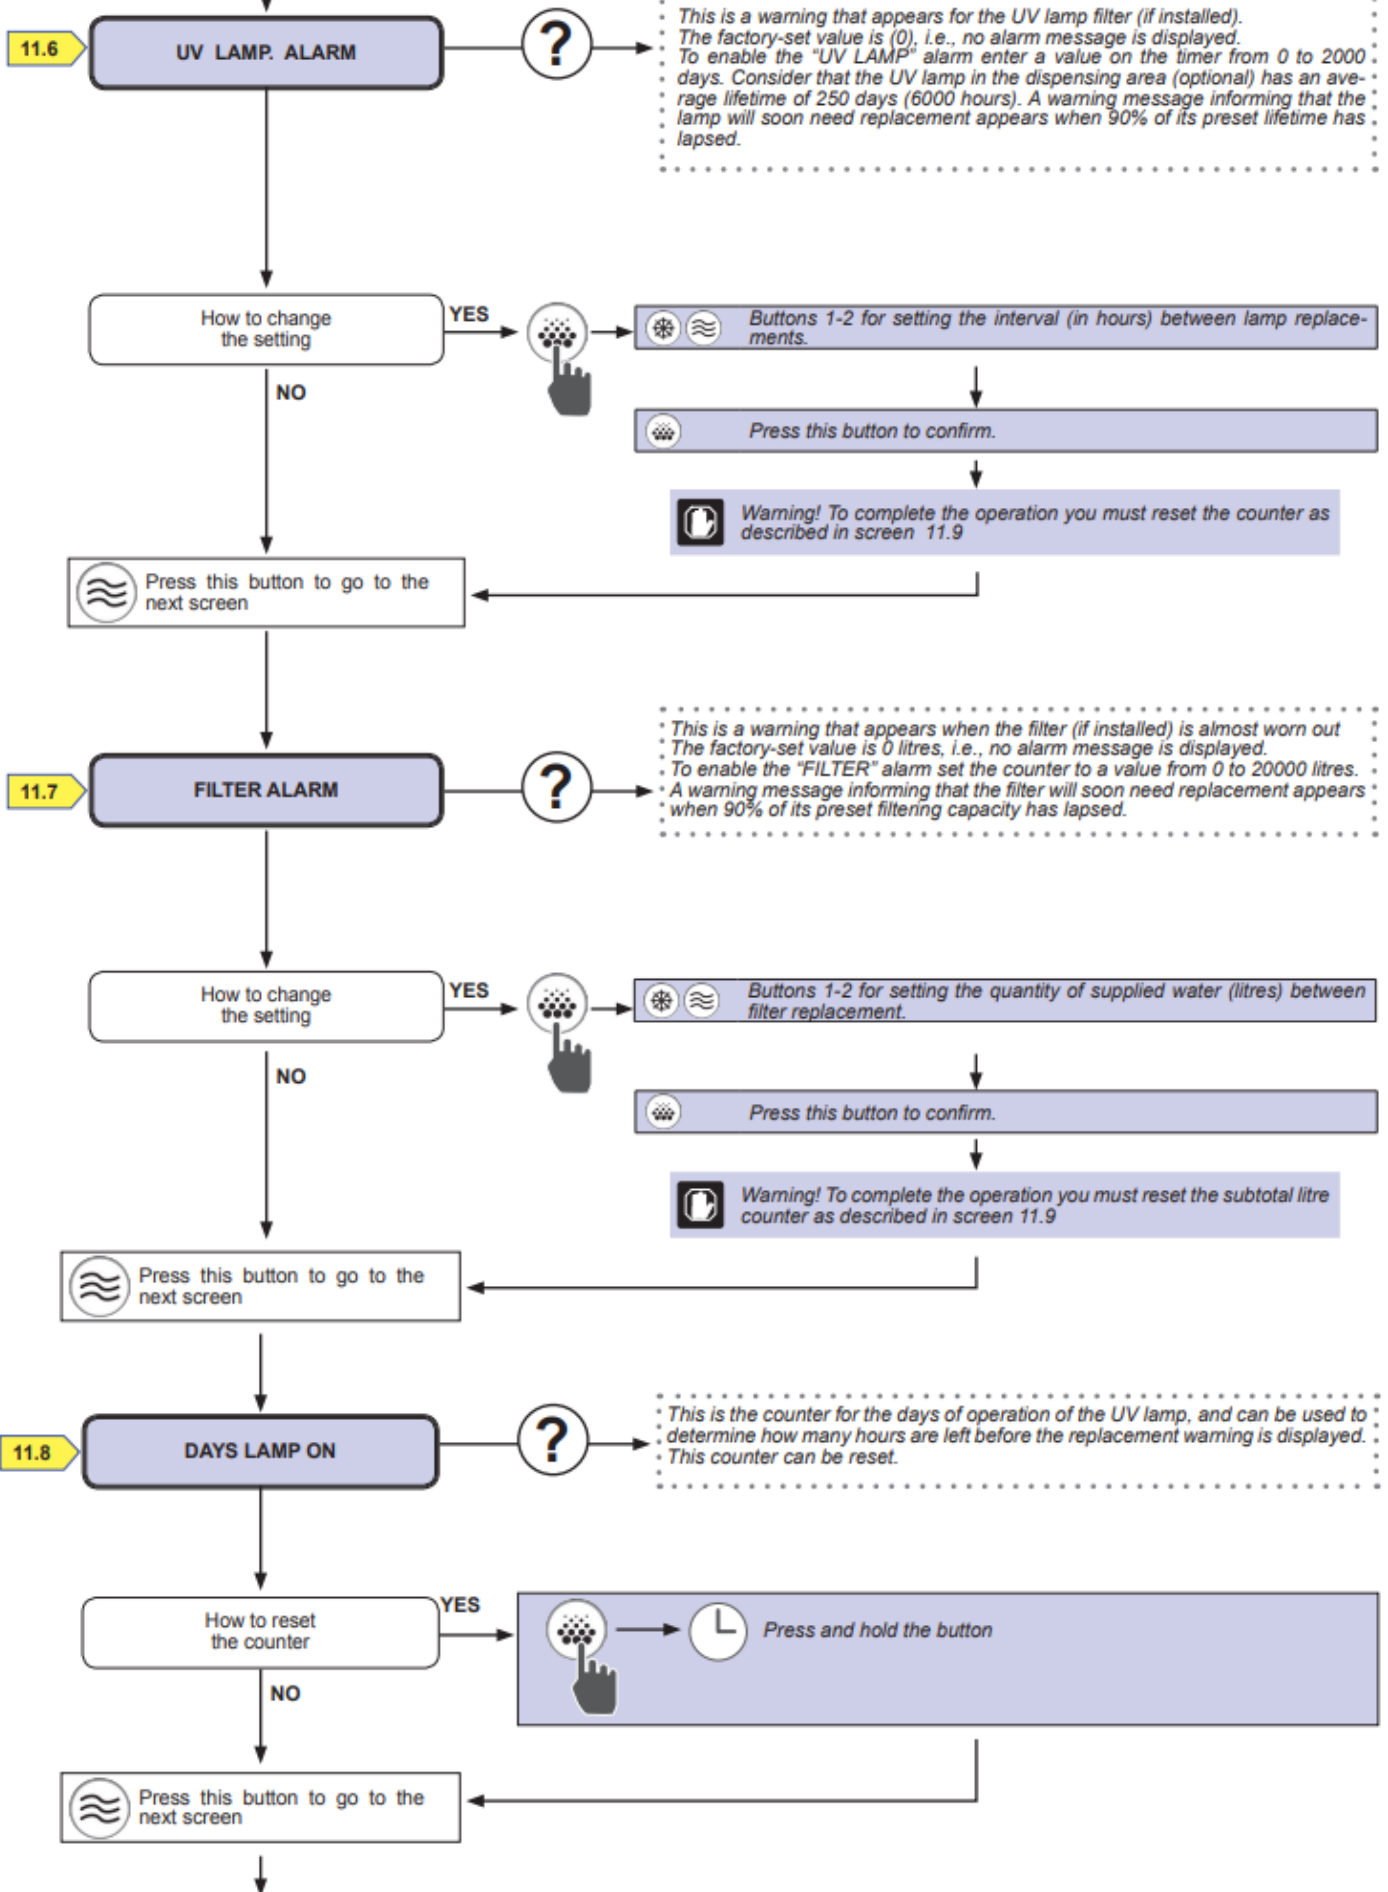 This is a warning that appears for the UV lamp filter (if installed).
The factory-set value is (0), i.e., no alarm message is displayed.
To enable the “UV LAMP” alarm enter a value on the timer from 0 to 2000
days. Consider that the UV lamp in the dispensing area (optional) has an ave-
rage lifetime of 250 days (6000 hours). A warning message informing that the
lamp will soon need replacement appears when 90% of its preset lifetime has
lapsed.
11.6
UV LAMP. ALARM
?
How to change
the setting
YES
Buttons 1-2 for setting the interval (in hours) between lamp replace-
ments.
NO
Press this button to confirm.
Warning! To complete the operation you must reset the counter as
described in screen 11.9
Press this button to go to the
next screen
This is a warning that appears when the filter (if installed) is almost worn out
The factory-set value is 0 litres, i.e., no alarm message is displayed.
To enable the “FILTER” alarm set the counter to a value from 0 to 20000 litres.
A warning message informing that the filter will soon need replacement appears
when 90% of its preset filtering capacity has lapsed.
11.7
FILTER ALARM
?
How to change
the setting
YES
Buttons 1-2 for setting the quantity of supplied water (litres) between
filter replacement.
NO
Press this button to confirm.
Warning! To complete the operation you must reset the subtotal litre
counter as described in screen 11.9
Press this button to go to the
next screen
This is the counter for the days of operation of the UV lamp, and can be used to
determine how many hours are left before the replacement warning is displayed.
This counter can be reset.
11.8
DAYS LAMP ON
?
How to reset
the counter
YES
Press and hold the button
NO
Press this button to go to the
next screen